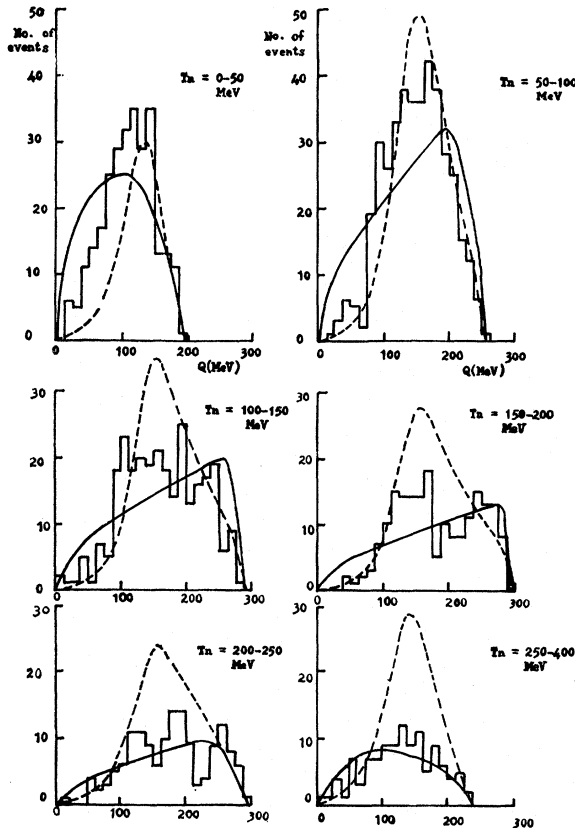 50
No. of
events
40
30
20
10
0
Tn = 0-50
MeV
0 100 200 300
Q(MeV)
50
No. of
events
40
30
20
10
0
Tn = 50-100
MeV
0 100 200 300
Q(MeV)
30
20
10
0
Tn = 100-150
MeV
0 100 200 300
Tn = 150-200
MeV
30
20
10
0
0 100 200 300
30
20
10
0
Tn = 200-250
MeV
0 100 200 300
30
20
10
0
Tn = 250-400
MeV
0 100 200 300